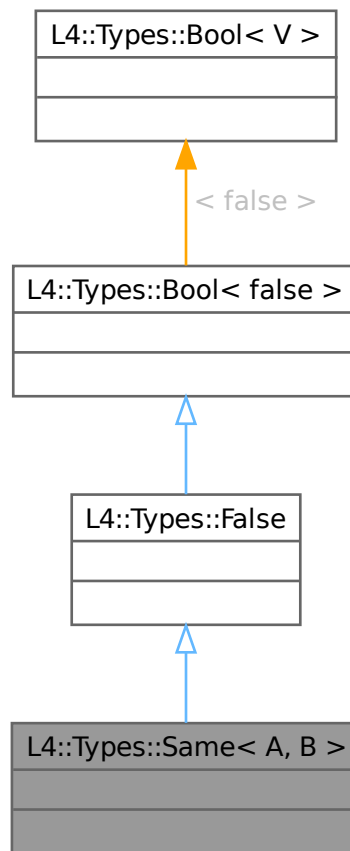 L4::Types::Bool< V >
< false >
L4::Types::Bool< false >
L4::Types::False
L4::Types::Same< A, B >